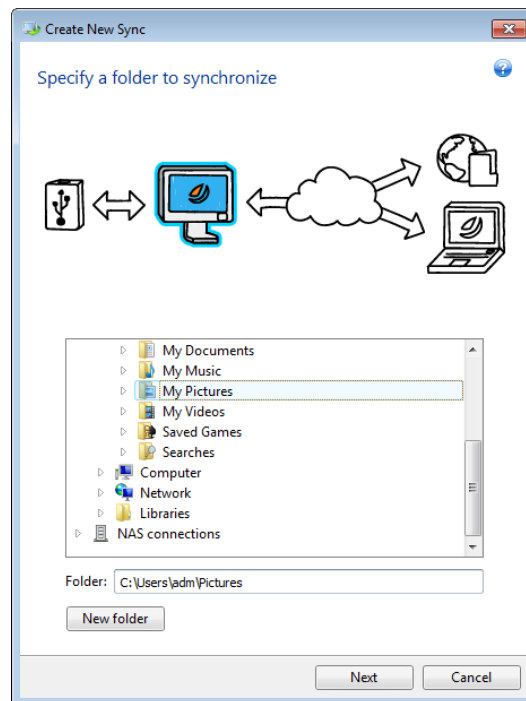 Create New Sync
Specify a folder to synchronize
My Documents
My Music
My Pictures
My Videos
Saved Games
Searches
Computer
Network
Libraries
NAS connections
Folder: C:\Users\adm\Pictures
New folder
Next Cancel